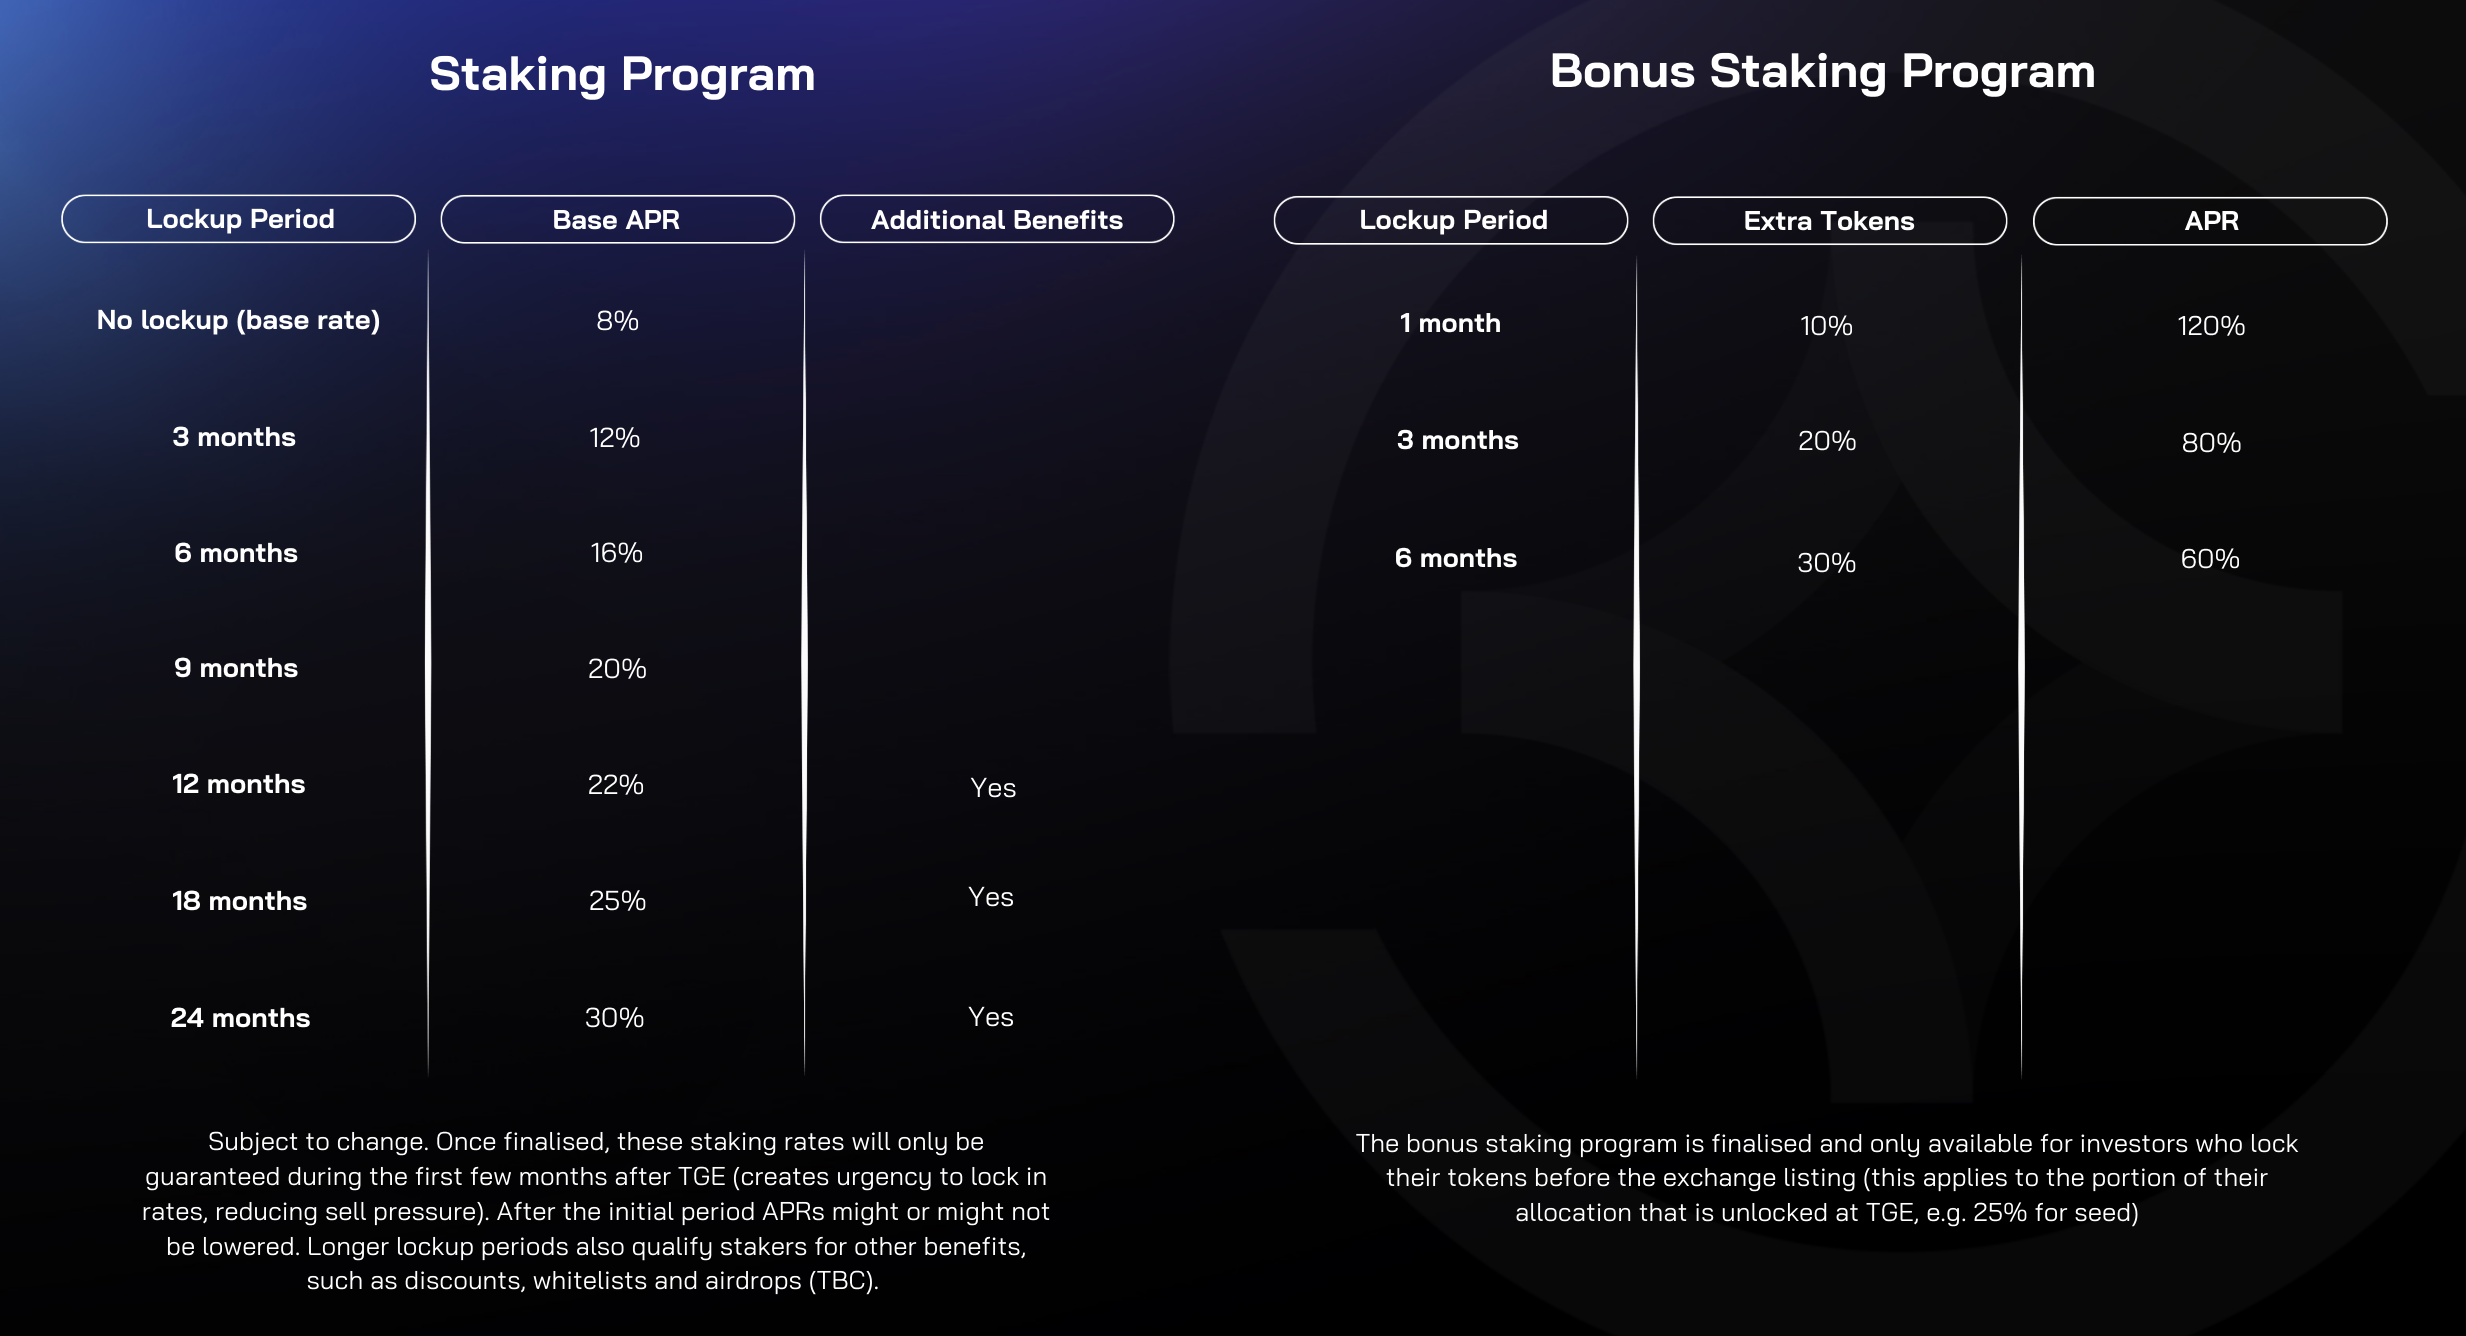 Staking Program
Lockup Period Base APR Additional Benefits
No lockup (base rate) 8%
3 months 12%
6 months 16%
9 months 20%
12 months 22% Yes
18 months 25% Yes
24 months 30% Yes
Subject to change. Once finalised, these staking rates will only be
guaranteed during the first few months after TGE (creates urgency to lock in
rates, reducing sell pressure). After the initial period APRs might or might not
be lowered. Longer lockup periods also qualify stakers for other benefits,
such as discounts, whitelists and airdrops (TBC).
Bonus Staking Program
Lockup Period Extra Tokens APR
1 month 10% 120%
3 months 20% 80%
6 months 30% 60%
The bonus staking program is finalised and only available for investors who lock
their tokens before the exchange listing (this applies to the portion of their
allocation that is unlocked at TGE, e.g. 25% for seed)